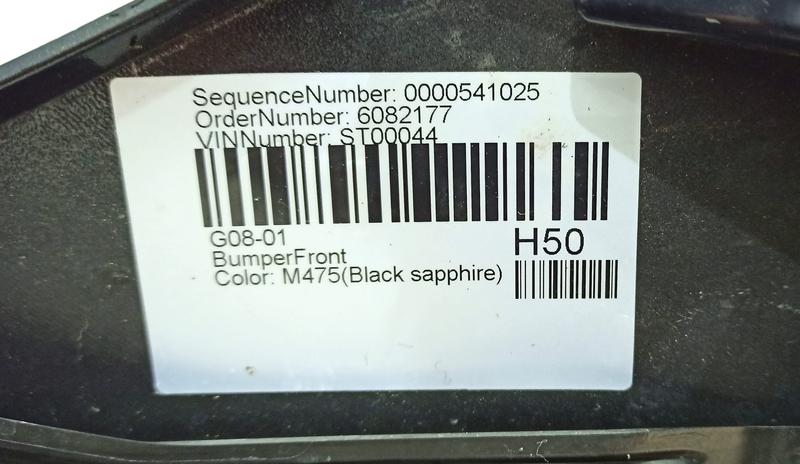 SequenceNumber: 0000541025
OrderNumber: 6082177
VINNumber: ST00044
G08-01
H50
BumperFront
Color: M475(Black sapphire)